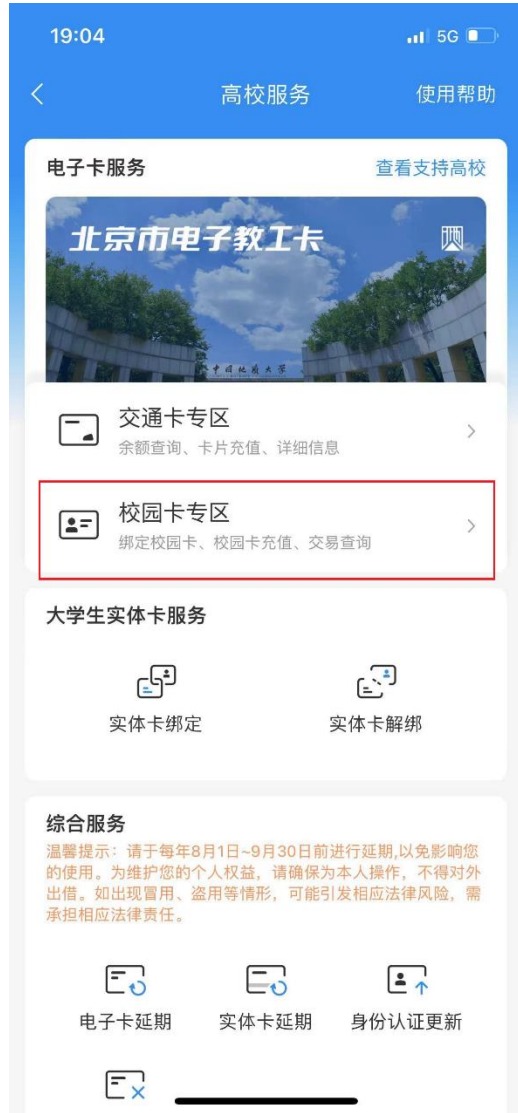 19:04
5G
高校服务
使用帮助
电子卡服务
查看支持高校
北京市电子教工卡
中国地质大学
交通卡专区
余额查询、卡片充值、详细信息
校园卡专区
绑定校园卡、校园卡充值、交易查询
大学生实体卡服务
实体卡绑定
实体卡解绑
综合服务
温馨提示：请于每年8月1日~9月30日前进行延期,以免影响您
的使用。为维护您的个人权益，请确保为本人操作，不得对外
出借。如出现冒用、盗用等情形，可能引发相应法律风险，需
承担相应法律责任。
电子卡延期
实体卡延期
身份认证更新